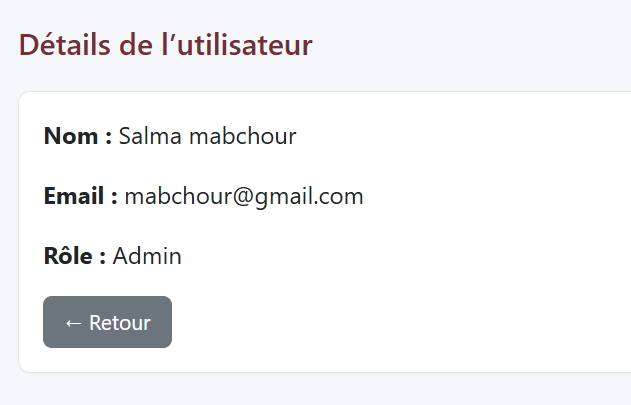 Détails de l’utilisateur
Nom : Salma mabchour
Email : mabchour@gmail.com
Rôle : Admin
← Retour